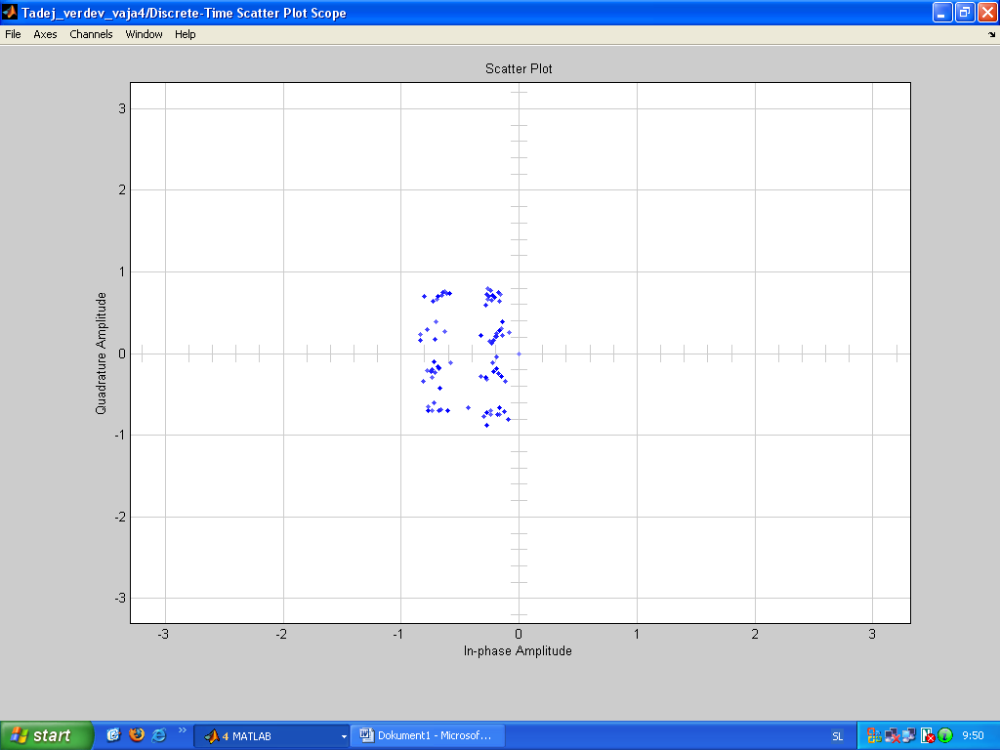 Tadej_verdev_vaja4/Discrete-Time Scatter Plot Scope
File Axes Channels Window Help
Scatter Plot
3
2
1
0
-1
-2
-3
Quadrature Amplitude
-3 -2 -1 0 1 2 3
In-phase Amplitude
start
4 MATLAB
Dokument1 - Microsof...
SL
9:50